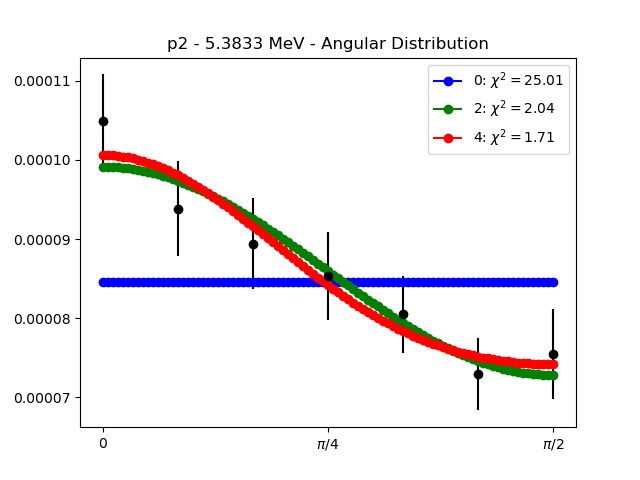 p2 - 5.3833 MeV - Angular Distribution
0: χ² = 25.01
2: χ² = 2.04
4: χ² = 1.71
0.00011
0.00010
0.00009
0.00008
0.00007
0 π/4 π/2